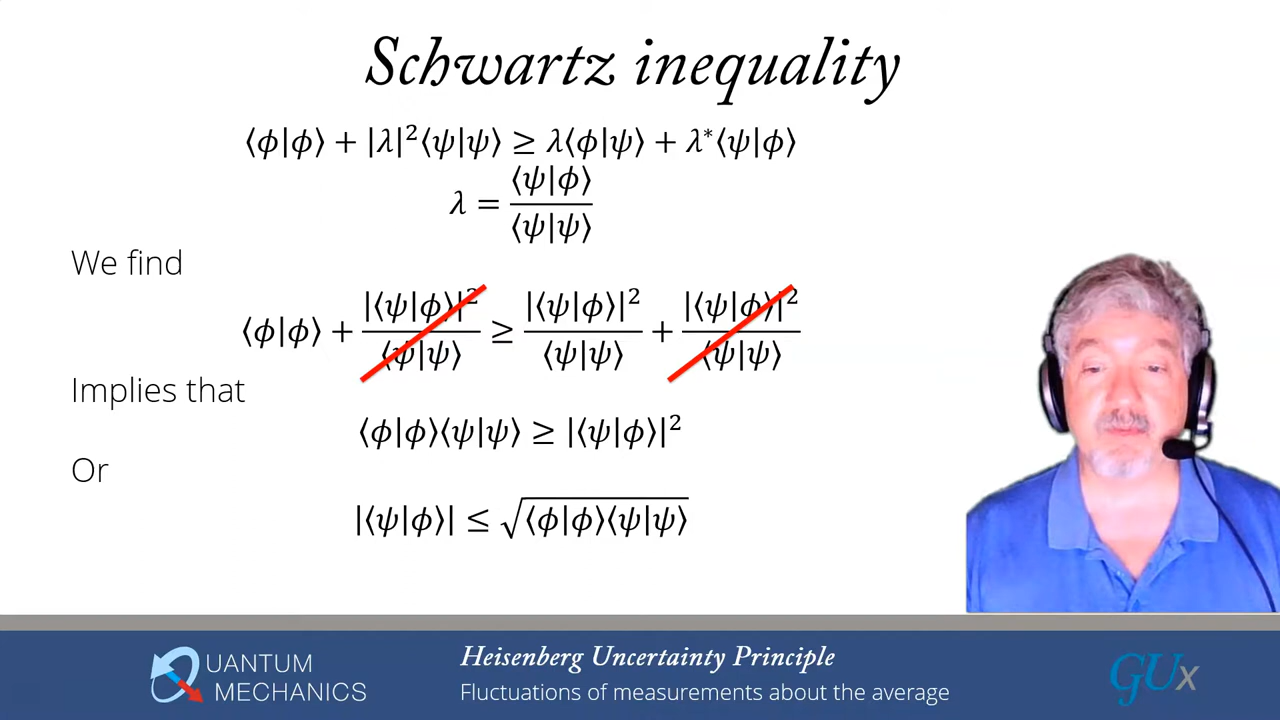 Schwartz inequality
⟨ϕ|ϕ⟩ + |λ|²⟨ψ|ψ⟩ ≥ λ⟨ϕ|ψ⟩ + λ*⟨ψ|ϕ⟩
λ = ⟨ψ|ϕ⟩ / ⟨ψ|ψ⟩
We find
⟨ϕ|ϕ⟩ + |⟨ψ|ϕ⟩|² / ⟨ψ|ψ⟩ ≥ |⟨ψ|ϕ⟩|² / ⟨ψ|ψ⟩ + |⟨ψ|ϕ⟩|² / ⟨ψ|ψ⟩
Implies that
⟨ϕ|ϕ⟩⟨ψ|ψ⟩ ≥ |⟨ψ|ϕ⟩|²
Or
|⟨ψ|ϕ⟩| ≤ √⟨ϕ|ϕ⟩⟨ψ|ψ⟩
QUANTUM
MECHANICS
Heisenberg Uncertainty Principle
Fluctuations of measurements about the average
GUx